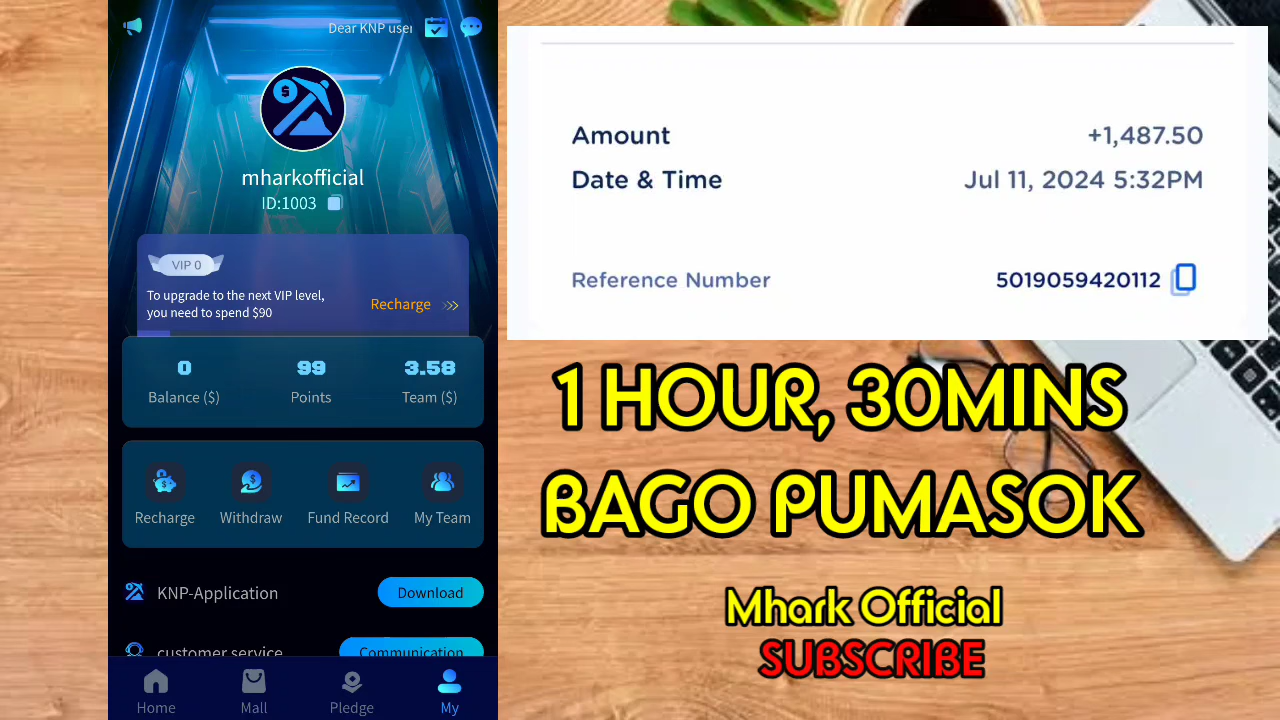 Dear KNP user
mharkofficial
ID:1003
VIP 0
To upgrade to the next VIP level,
you need to spend $90
Recharge
0
99
3.58
Balance ($)
Points
Team ($)
Recharge
Withdraw
Fund Record
My Team
KNP-Application
Download
customer service
Communication
Home
Mall
Pledge
My
Amount
+1,487.50
Date & Time
Jul 11, 2024 5:32PM
Reference Number
5019059420112
1 HOUR, 30MINS
BAGO PUMASOK
Mhark Official
SUBSCRIBE